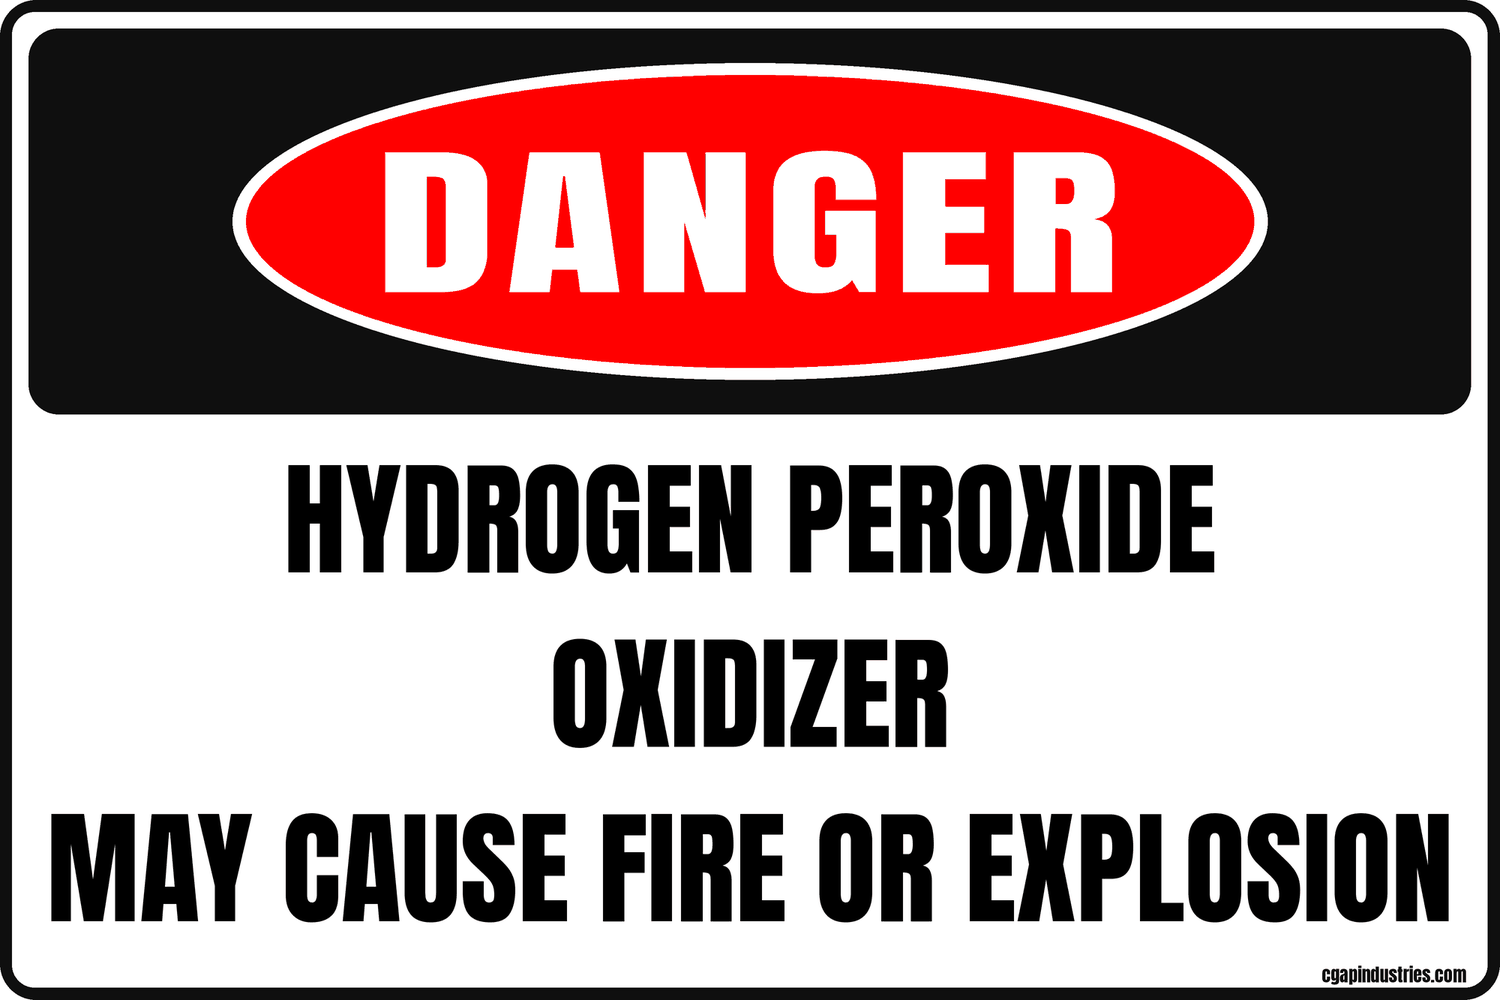 DANGER
HYDROGEN PEROXIDE
OXIDIZER
MAY CAUSE FIRE OR EXPLOSION
cgapindustries.com